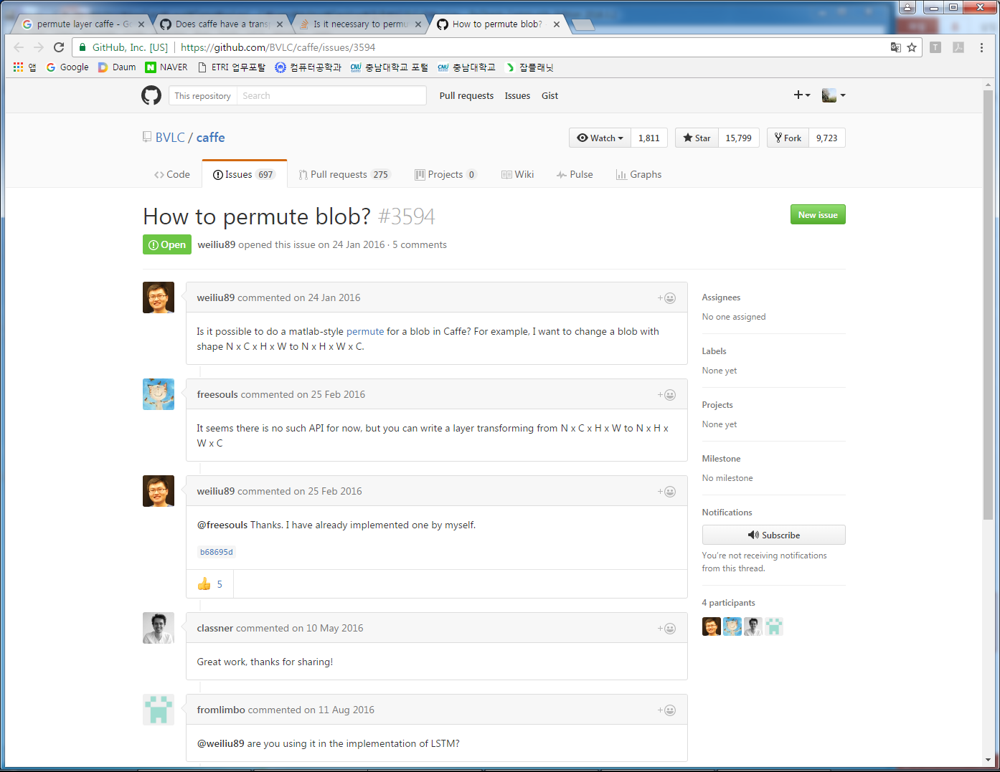 permute layer caffe - Go
Does caffe have a trans
Is it necessary to permu
How to permute blob?
GitHub, Inc. [US]
https://github.com/BVLC/caffe/issues/3594
앱
Google
Daum
NAVER
ETRI 업무포탈
컴퓨터공학과
충남대학교 포털
충남대학교
잡플래닛
This repository
Search
Pull requests
Issues
Gist
BVLC / caffe
Watch 1,811
Star 15,799
Fork 9,723
Code
Issues 697
Pull requests 275
Projects 0
Wiki
Pulse
Graphs
How to permute blob? #3594
New issue
Open
weiliu89 opened this issue on 24 Jan 2016 · 5 comments
weiliu89 commented on 24 Jan 2016
Is it possible to do a matlab-style permute for a blob in Caffe? For example, I want to change a blob with
shape N x C x H x W to N x H x W x C.
freesouls commented on 25 Feb 2016
It seems there is no such API for now, but you can write a layer transforming from N x C x H x W to N x H x
W x C
weiliu89 commented on 25 Feb 2016
@freesouls Thanks. I have already implemented one by myself.
b68695d
5
classner commented on 10 May 2016
Great work, thanks for sharing!
fromlimbo commented on 11 Aug 2016
@weiliu89 are you using it in the implementation of LSTM?
Assignees
No one assigned
Labels
None yet
Projects
None yet
Milestone
No milestone
Notifications
Subscribe
You're not receiving notifications
from this thread.
4 participants